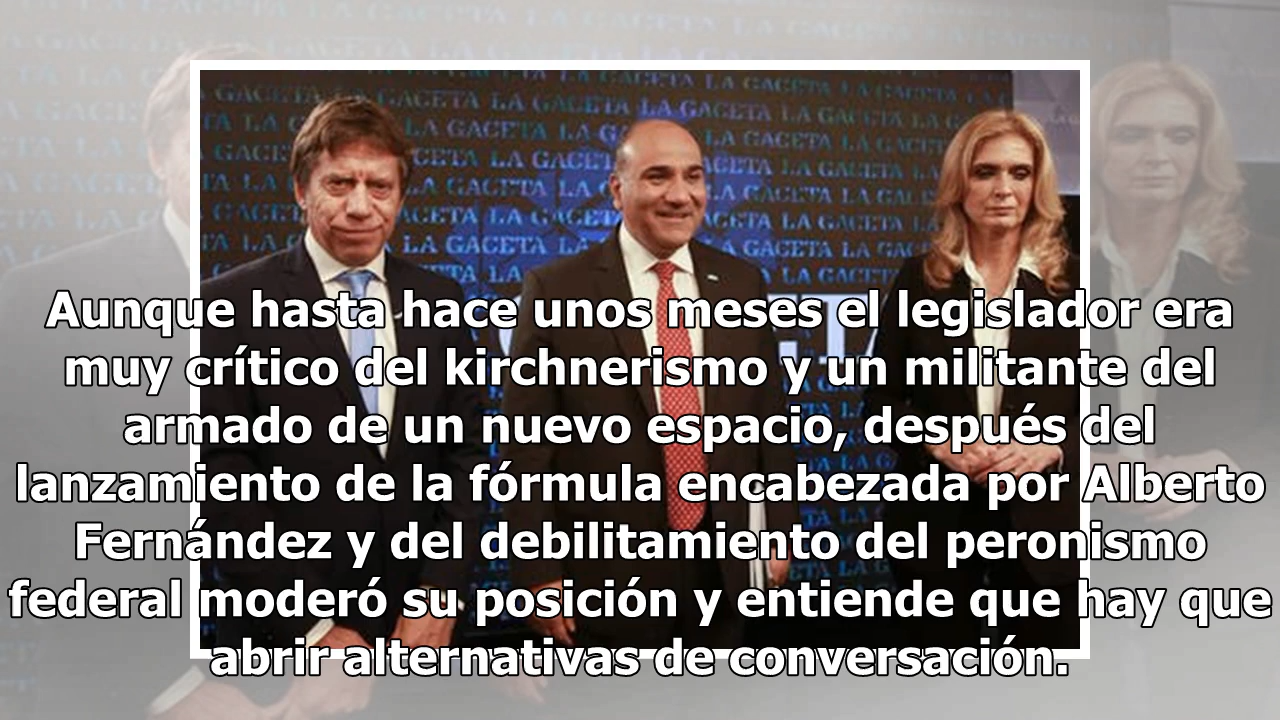 LA GACETA LA GACETA LA GACETA
Aunque hasta hace unos meses el legislador era
muy crítico del kirchnerismo y un militante del
armado de un nuevo espacio, después del
lanzamiento de la fórmula encabezada por Alberto
Fernández y del debilitamiento del peronismo
federal moderó su posición y entiende que hay que
abrir alternativas de conversación.